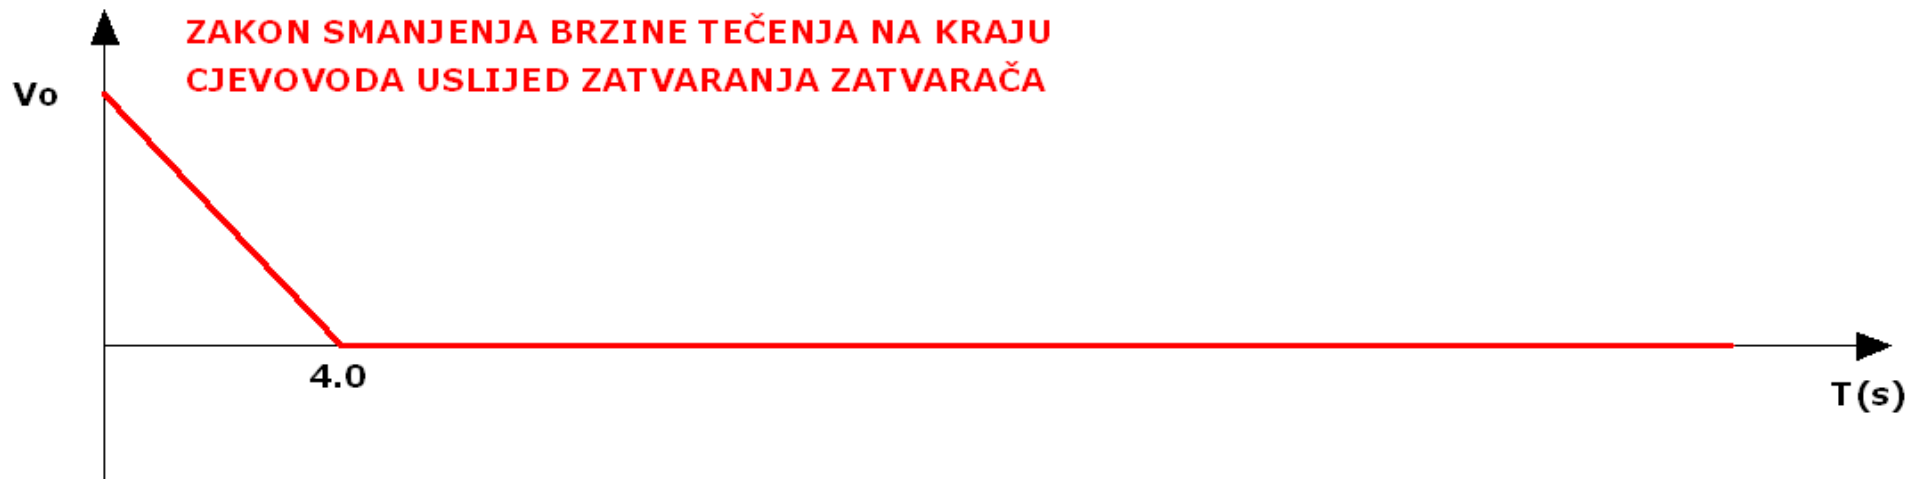 ZAKON SMANJENJA BRZINE TEČENJA NA KRAJU
CJEVOVODA USLIJED ZATVARANJA ZATVARAČA
Vo
4.0
T(s)